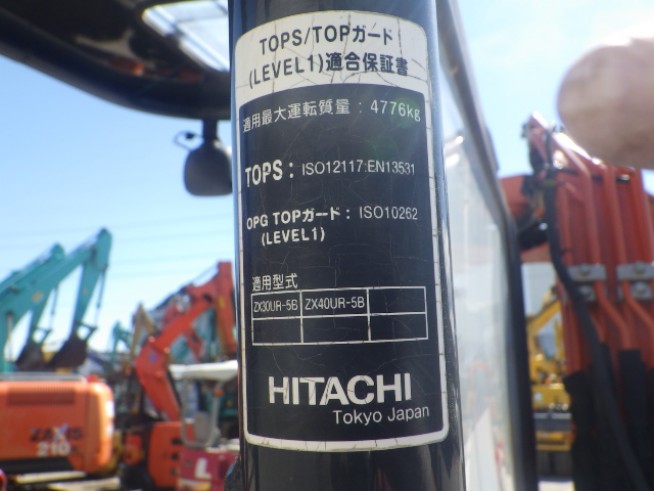 TOPS/TOPガード
(LEVEL1)適合保証書
適用最大運転質量 : 4776kg
TOPS : ISO12117:EN13531
OPG TOPガード : ISO10262
(LEVEL1)
適用型式
ZX30UR-5B ZX40UR-5B
HITACHI
Tokyo Japan
ZAXIS
210